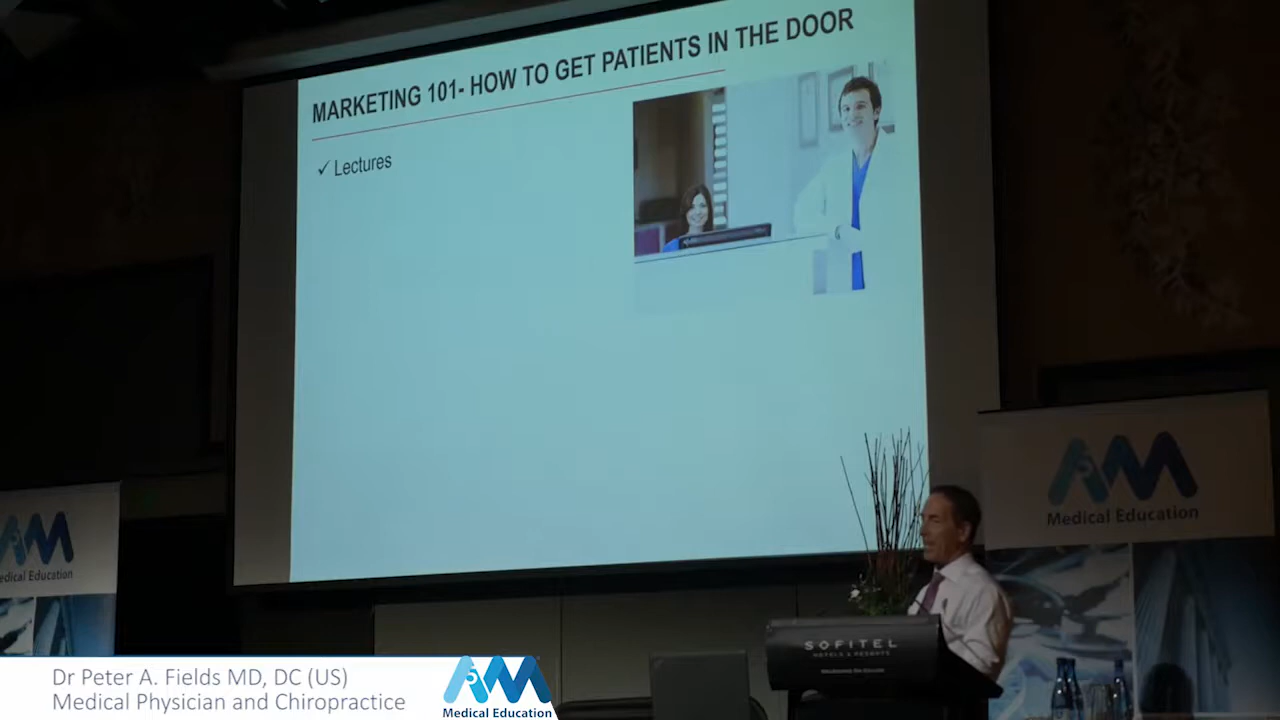 MARKETING 101- HOW TO GET PATIENTS IN THE DOOR
✓ Lectures
AM
Medical Education
AM
Medical Education
SOFITEL
HOTELS & RESORTS
Dr Peter A. Fields MD, DC (US)
Medical Physician and Chiropractice
AM
Medical Education